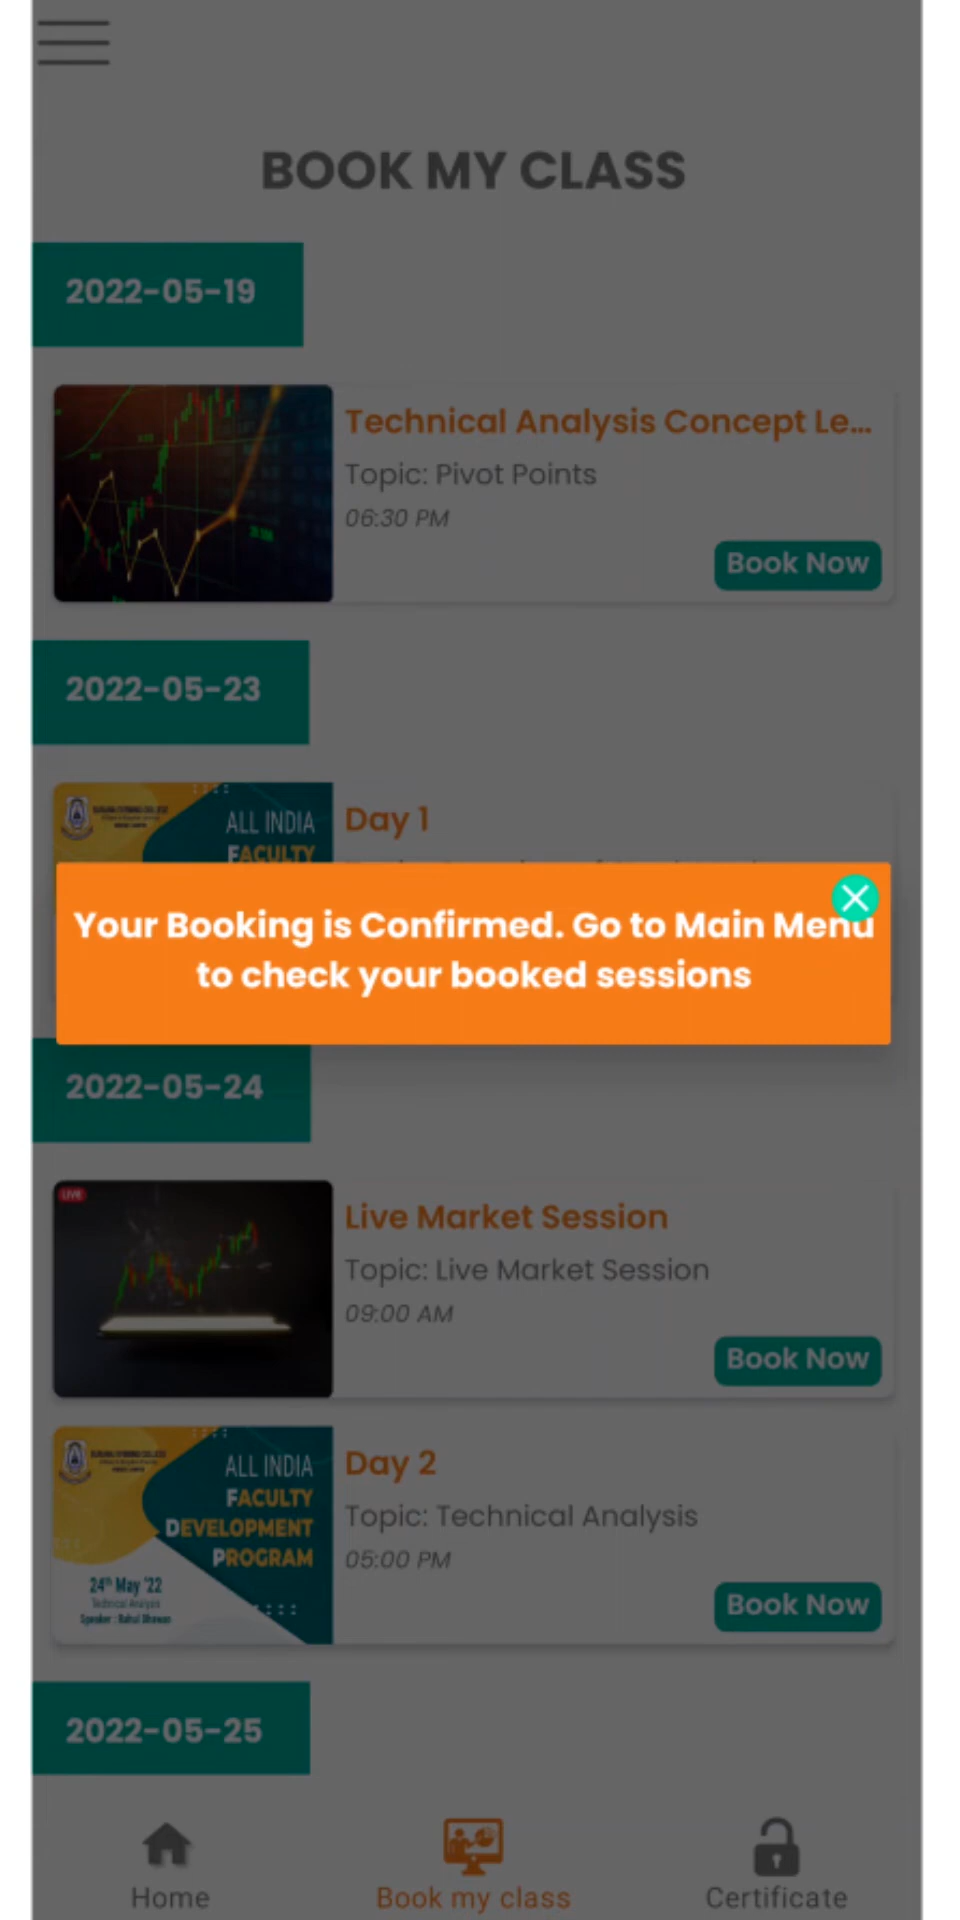 BOOK MY CLASS
2022-05-19
Technical Analysis Concept Le...
Topic: Pivot Points
06:30 PM
Book Now
2022-05-23
ALL INDIA
FACULTY
Day 1
Your Booking is Confirmed. Go to Main Menu
to check your booked sessions
2022-05-24
LIVE
Live Market Session
Topic: Live Market Session
09:00 AM
Book Now
ALL INDIA
FACULTY
DEVELOPMENT
PROGRAM
24th May '22
Technical Analysis
Speaker : Rahul
Day 2
Topic: Technical Analysis
05:00 PM
Book Now
2022-05-25
Home
Book my class
Certificate